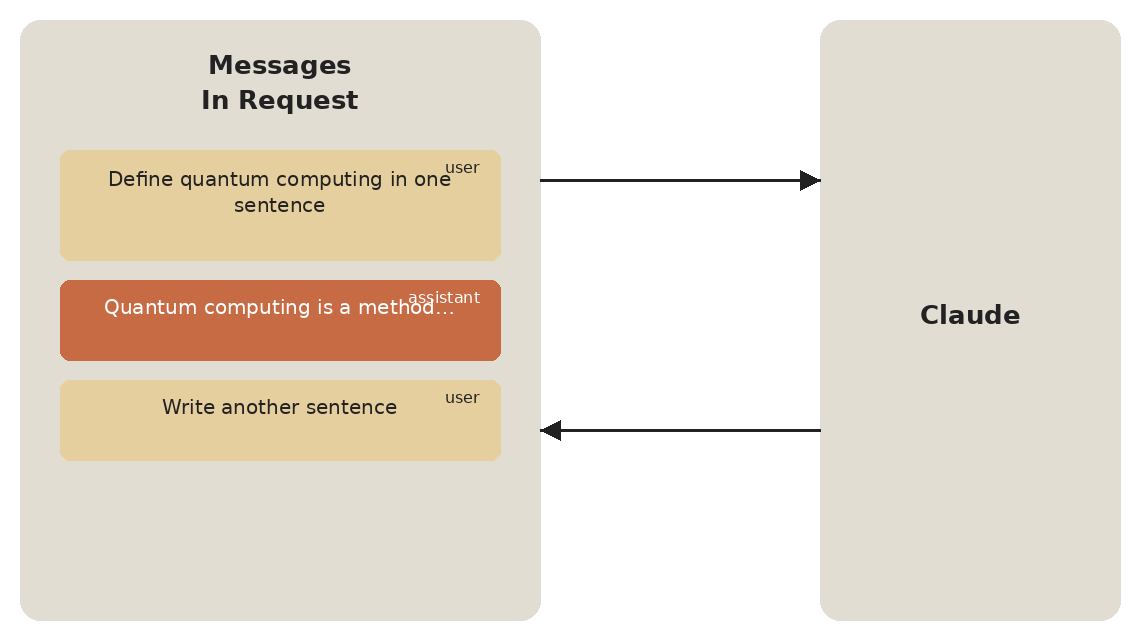 Messages
In Request
user
Define quantum computing in one
sentence
assistant
Quantum computing is a method...
user
Write another sentence
Claude